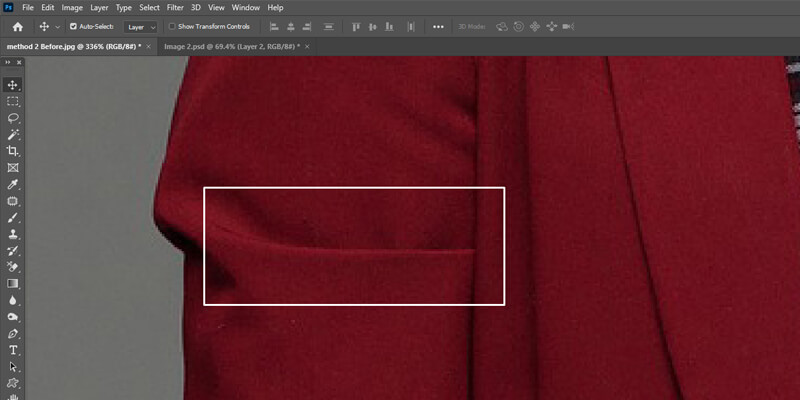 Ps File Edit Image Layer Type Select Filter 3D View Window Help
Auto-Select: Layer Show Transform Controls 3D Mode:
method 2 Before.jpg @ 336% (RGB/8#) * × Image 2.psd @ 69.4% (Layer 2, RGB/8#) * ×